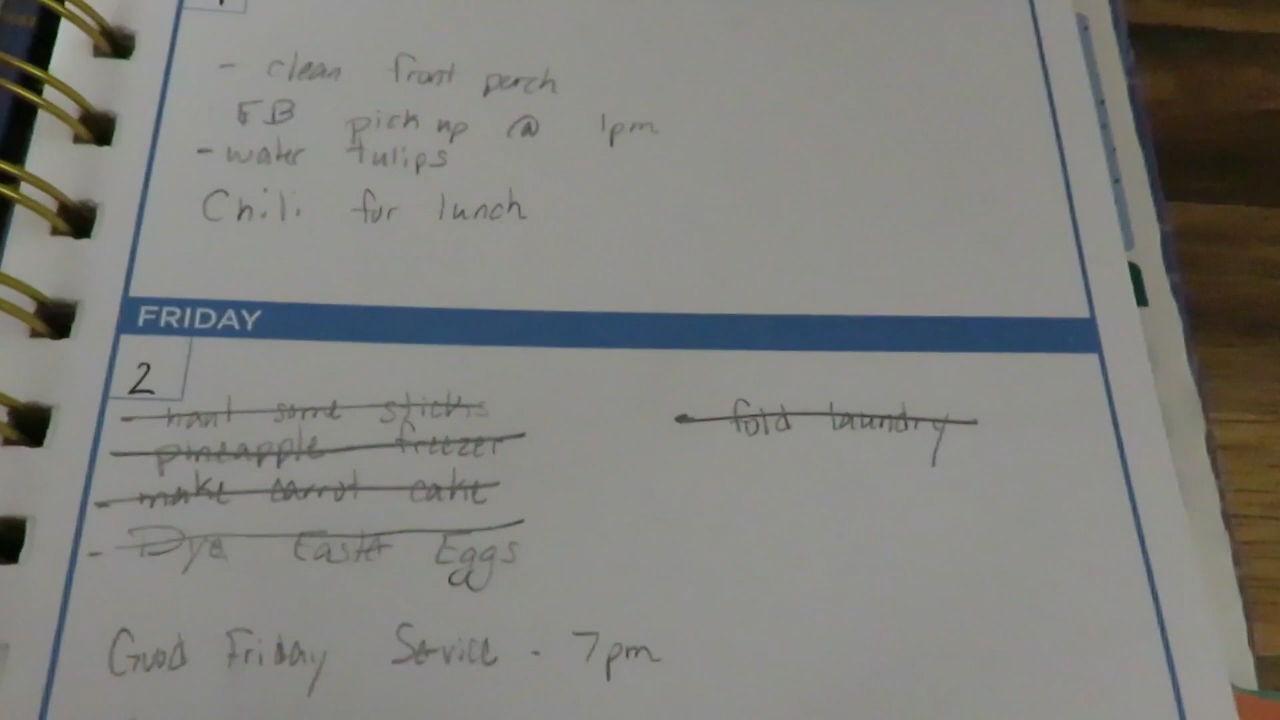 - clean front porch
FB pick up @ 1pm
- water tulips
Chili for lunch
FRIDAY
2
- haul some sticks
- fold laundry
- pineapple freezer
- make carrot cake
- Dye Easter Eggs
Good Friday Service - 7pm